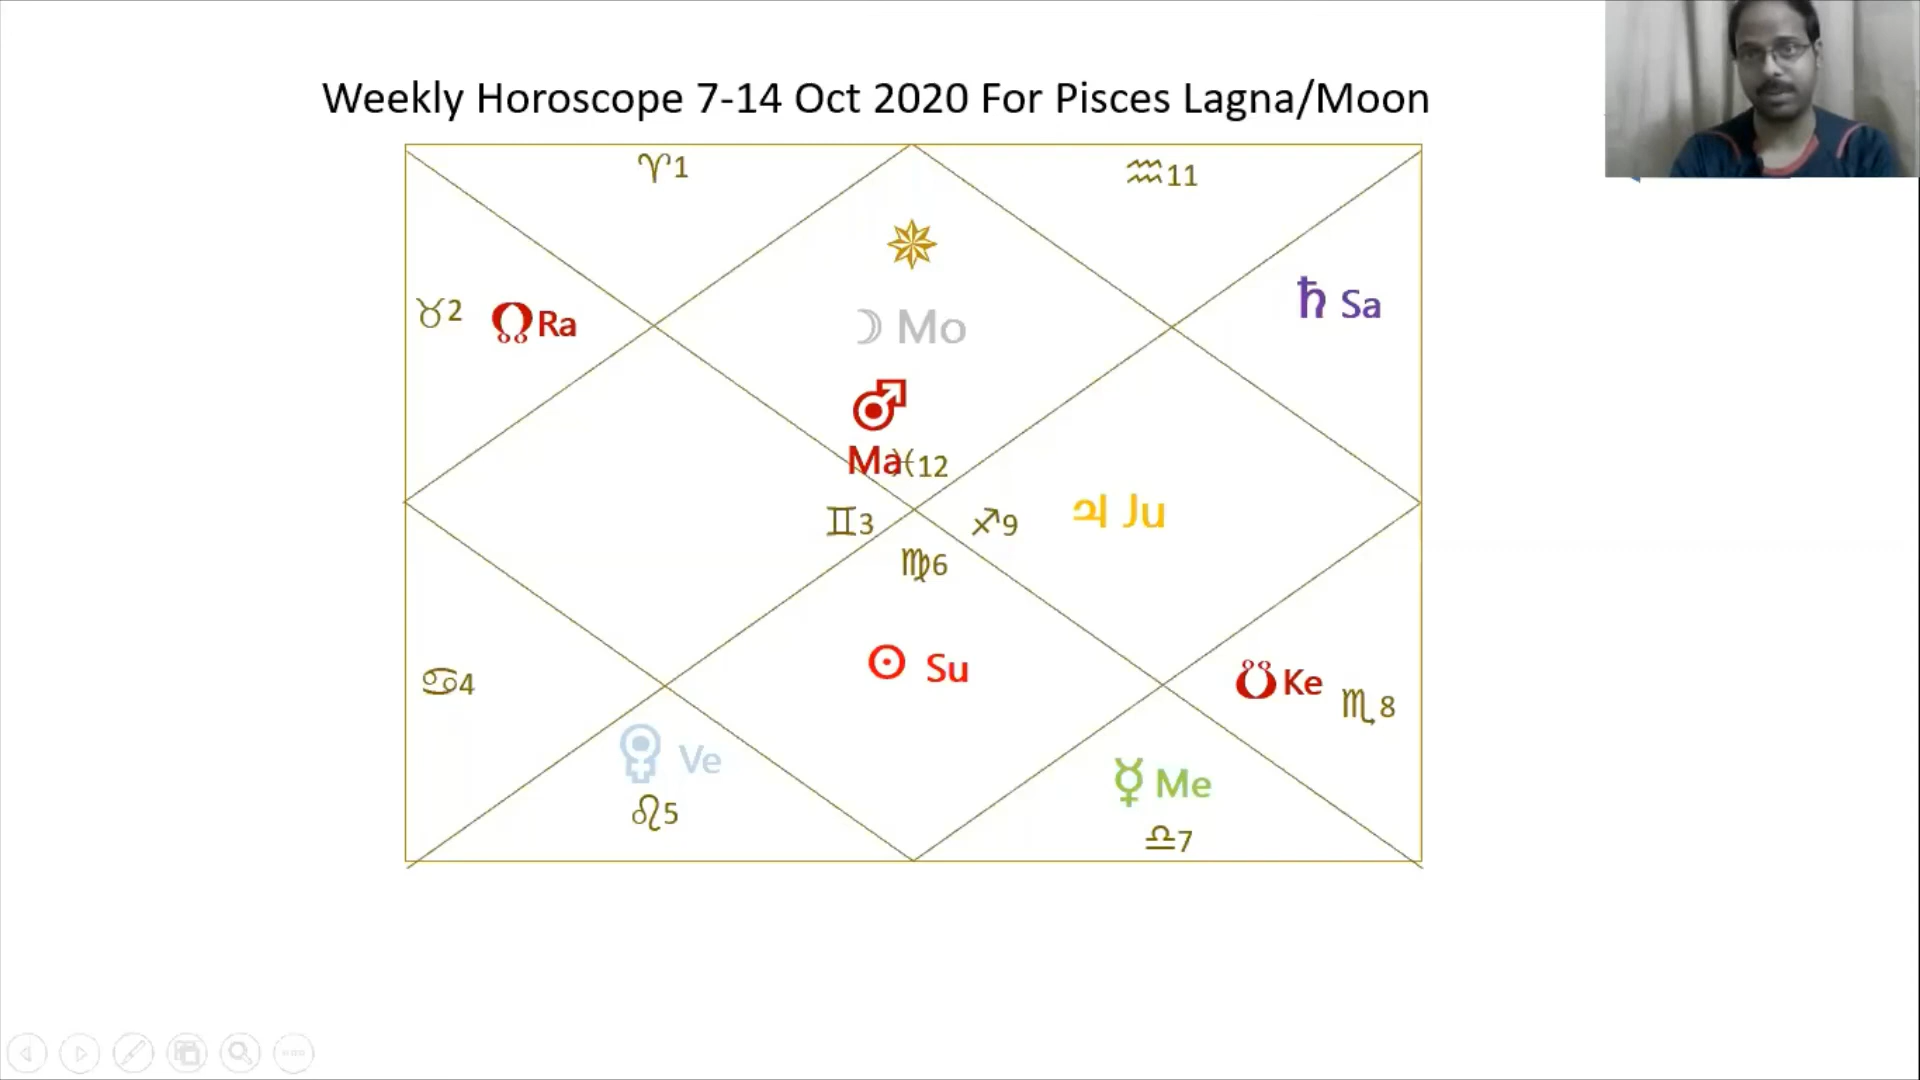 Weekly Horoscope 7-14 Oct 2020 For Pisces Lagna/Moon
♈1
♒11
♉2 ☊Ra
☽ Mo
♄ Sa
♂
Ma ♓12
♊3
♐9
♃ Ju
♍6
☉ Su
♋4
☋Ke ♏8
Ve
♌5
☿ Me
♎7